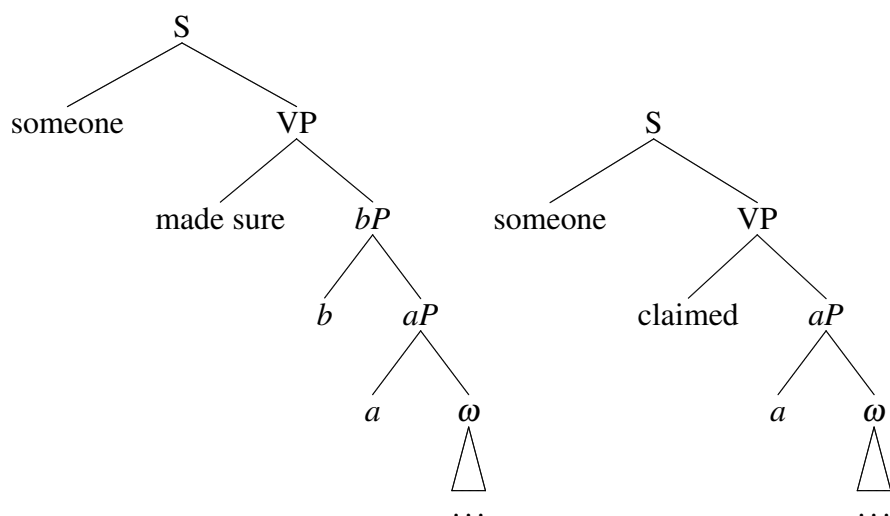 S
someone VP
made sure bP
b aP
a ω
…
S
someone VP
claimed aP
a ω
…